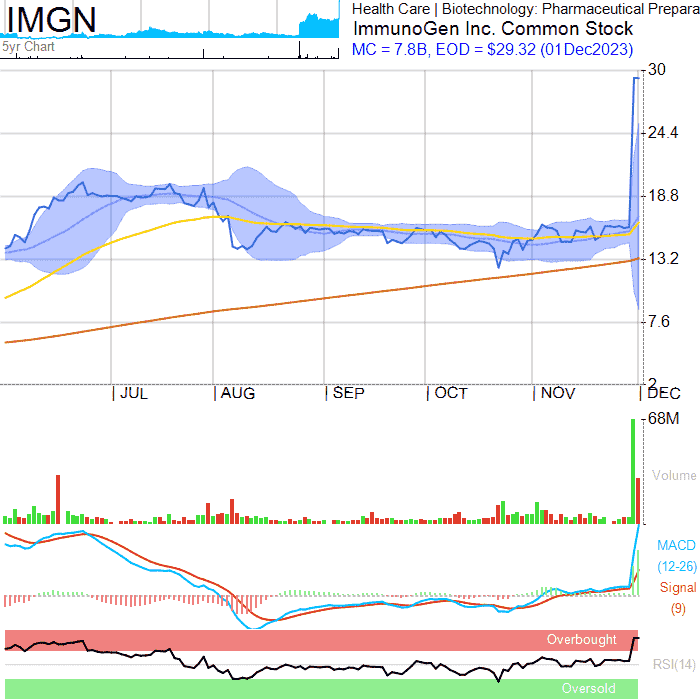 IMGN
5yr Chart
Health Care | Biotechnology: Pharmaceutical Prepara
ImmunoGen Inc. Common Stock
MC = 7.8B, EOD = $29.32 (01Dec2023)
30
24.4
18.8
13.2
7.6
2
JUL
AUG
SEP
OCT
NOV
DEC
68M
Volume
MACD
(12-26)
Signal
(9)
Overbought
RSI(14)
Oversold